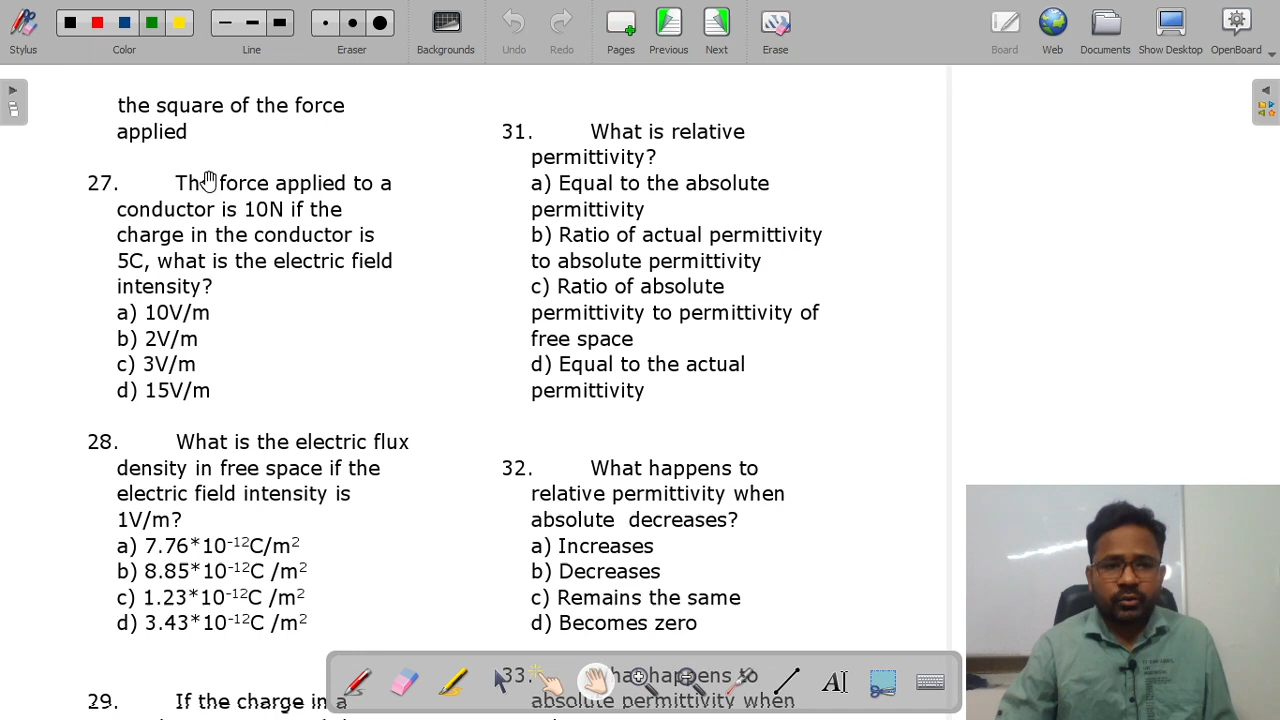 Stylus
Color
Line
Eraser
Backgrounds
Undo
Redo
Pages
Previous
Next
Erase
Board
Web
Documents
Show Desktop
OpenBoard
the square of the force
applied
27. The force applied to a
conductor is 10N if the
charge in the conductor is
5C, what is the electric field
intensity?
a) 10V/m
b) 2V/m
c) 3V/m
d) 15V/m
28. What is the electric flux
density in free space if the
electric field intensity is
1V/m?
a) 7.76*10⁻¹²C/m²
b) 8.85*10⁻¹²C /m²
c) 1.23*10⁻¹²C /m²
d) 3.43*10⁻¹²C /m²
29. If the charge in a
31. What is relative
permittivity?
a) Equal to the absolute
permittivity
b) Ratio of actual permittivity
to absolute permittivity
c) Ratio of absolute
permittivity to permittivity of
free space
d) Equal to the actual
permittivity
32. What happens to
relative permittivity when
absolute decreases?
a) Increases
b) Decreases
c) Remains the same
d) Becomes zero
33. What happens to
absolute permittivity when